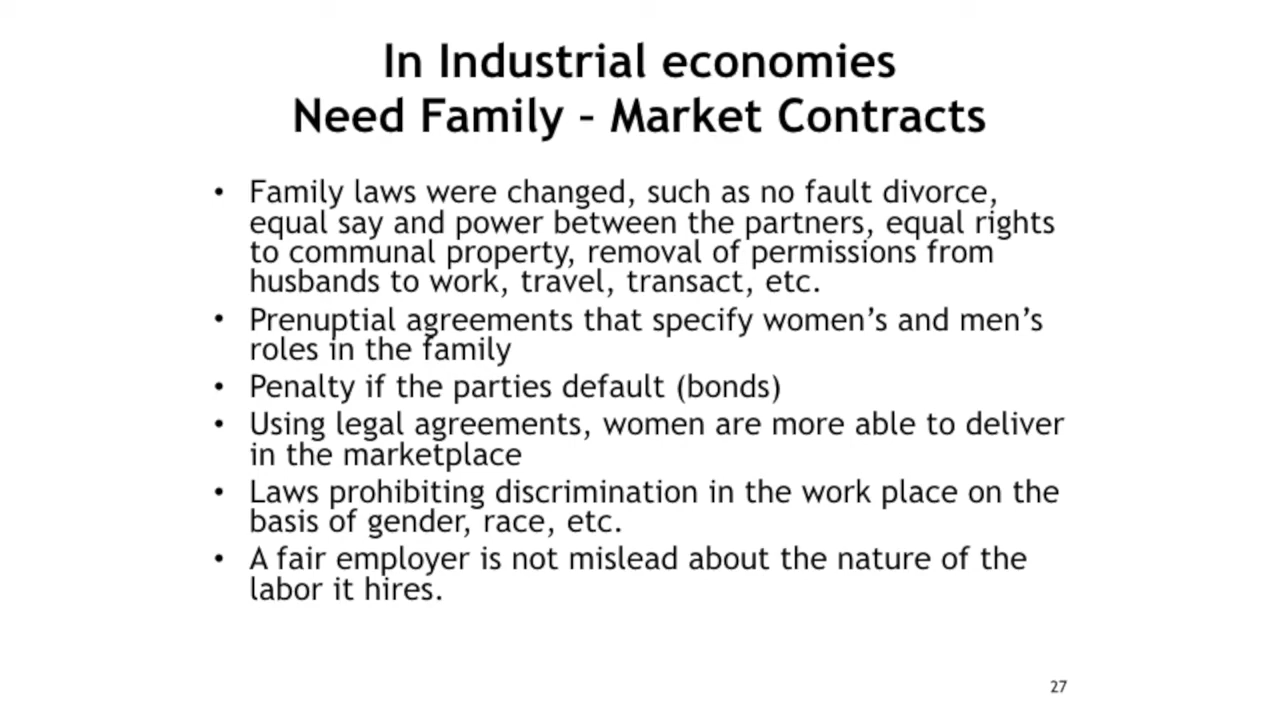 In Industrial economies
Need Family – Market Contracts
• Family laws were changed, such as no fault divorce,
equal say and power between the partners, equal rights
to communal property, removal of permissions from
husbands to work, travel, transact, etc.
• Prenuptial agreements that specify women’s and men’s
roles in the family
• Penalty if the parties default (bonds)
• Using legal agreements, women are more able to deliver
in the marketplace
• Laws prohibiting discrimination in the work place on the
basis of gender, race, etc.
• A fair employer is not mislead about the nature of the
labor it hires.
27